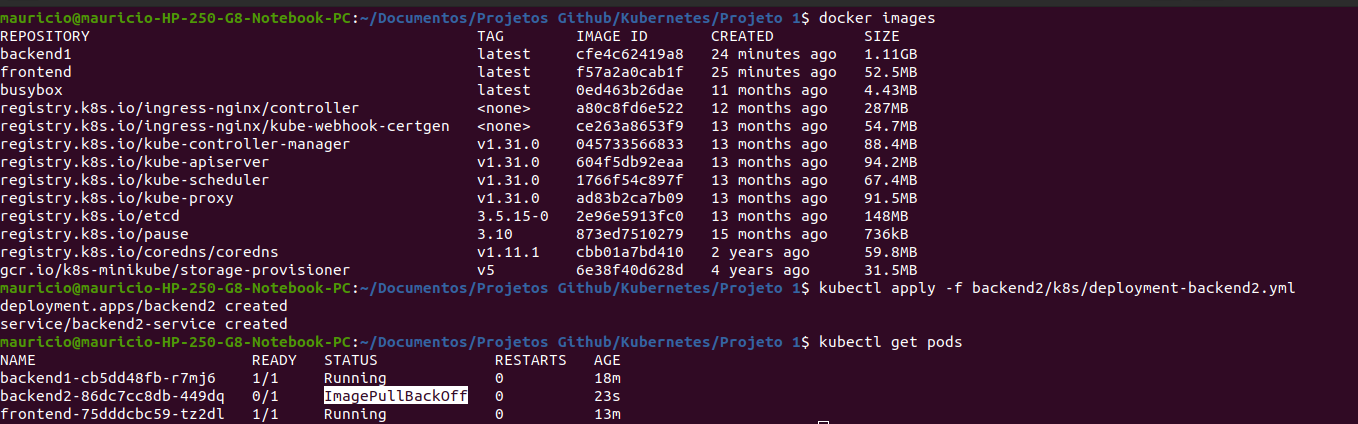 mauricio@mauricio-HP-250-G8-Notebook-PC:~/Documentos/Projetos Github/Kubernetes/Projeto 1$ docker images
REPOSITORY TAG IMAGE ID CREATED SIZE
backend1 latest cfe4c62419a8 24 minutes ago 1.11GB
frontend latest f57a2a0cab1f 25 minutes ago 52.5MB
busybox latest 0ed463b26dae 11 months ago 4.43MB
registry.k8s.io/ingress-nginx/controller <none> a80c8fd6e522 12 months ago 287MB
registry.k8s.io/ingress-nginx/kube-webhook-certgen <none> ce263a8653f9 13 months ago 54.7MB
registry.k8s.io/kube-controller-manager v1.31.0 045733566833 13 months ago 88.4MB
registry.k8s.io/kube-apiserver v1.31.0 604f5db92eaa 13 months ago 94.2MB
registry.k8s.io/kube-scheduler v1.31.0 1766f54c897f 13 months ago 67.4MB
registry.k8s.io/kube-proxy v1.31.0 ad83b2ca7b09 13 months ago 91.5MB
registry.k8s.io/etcd 3.5.15-0 2e96e5913fc0 13 months ago 148MB
registry.k8s.io/pause 3.10 873ed7510279 15 months ago 736kB
registry.k8s.io/coredns/coredns v1.11.1 cbb01a7bd410 2 years ago 59.8MB
gcr.io/k8s-minikube/storage-provisioner v5 6e38f40d628d 4 years ago 31.5MB
mauricio@mauricio-HP-250-G8-Notebook-PC:~/Documentos/Projetos Github/Kubernetes/Projeto 1$ kubectl apply -f backend2/k8s/deployment-backend2.yml
deployment.apps/backend2 created
service/backend2-service created
mauricio@mauricio-HP-250-G8-Notebook-PC:~/Documentos/Projetos Github/Kubernetes/Projeto 1$ kubectl get pods
NAME READY STATUS RESTARTS AGE
backend1-cb5dd48fb-r7mj6 1/1 Running 0 18m
backend2-86dc7cc8db-449dq 0/1 ImagePullBackOff 0 23s
frontend-75dddcbc59-tz2dl 1/1 Running 0 13m